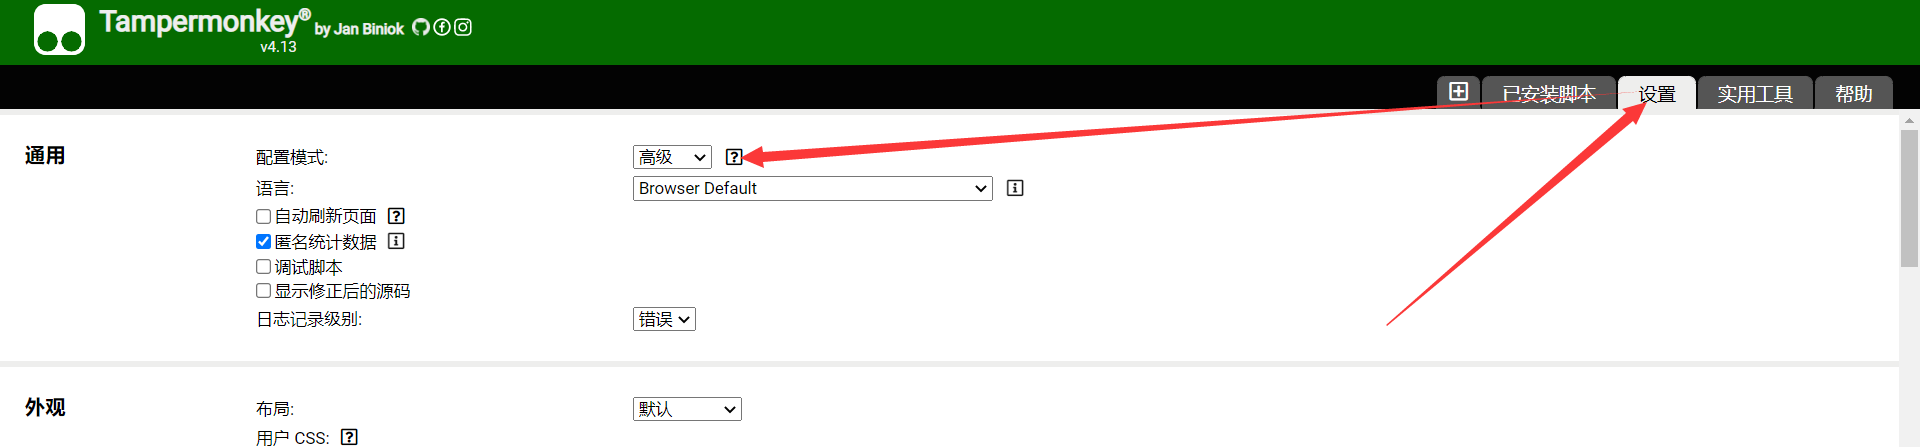 Tampermonkey® by Jan Biniok
v4.13
已安装脚本 设置 实用工具 帮助
通用
配置模式: 高级
语言: Browser Default
自动刷新页面
匿名统计数据
调试脚本
显示修正后的源码
日志记录级别: 错误
外观
布局: 默认
用户 CSS: